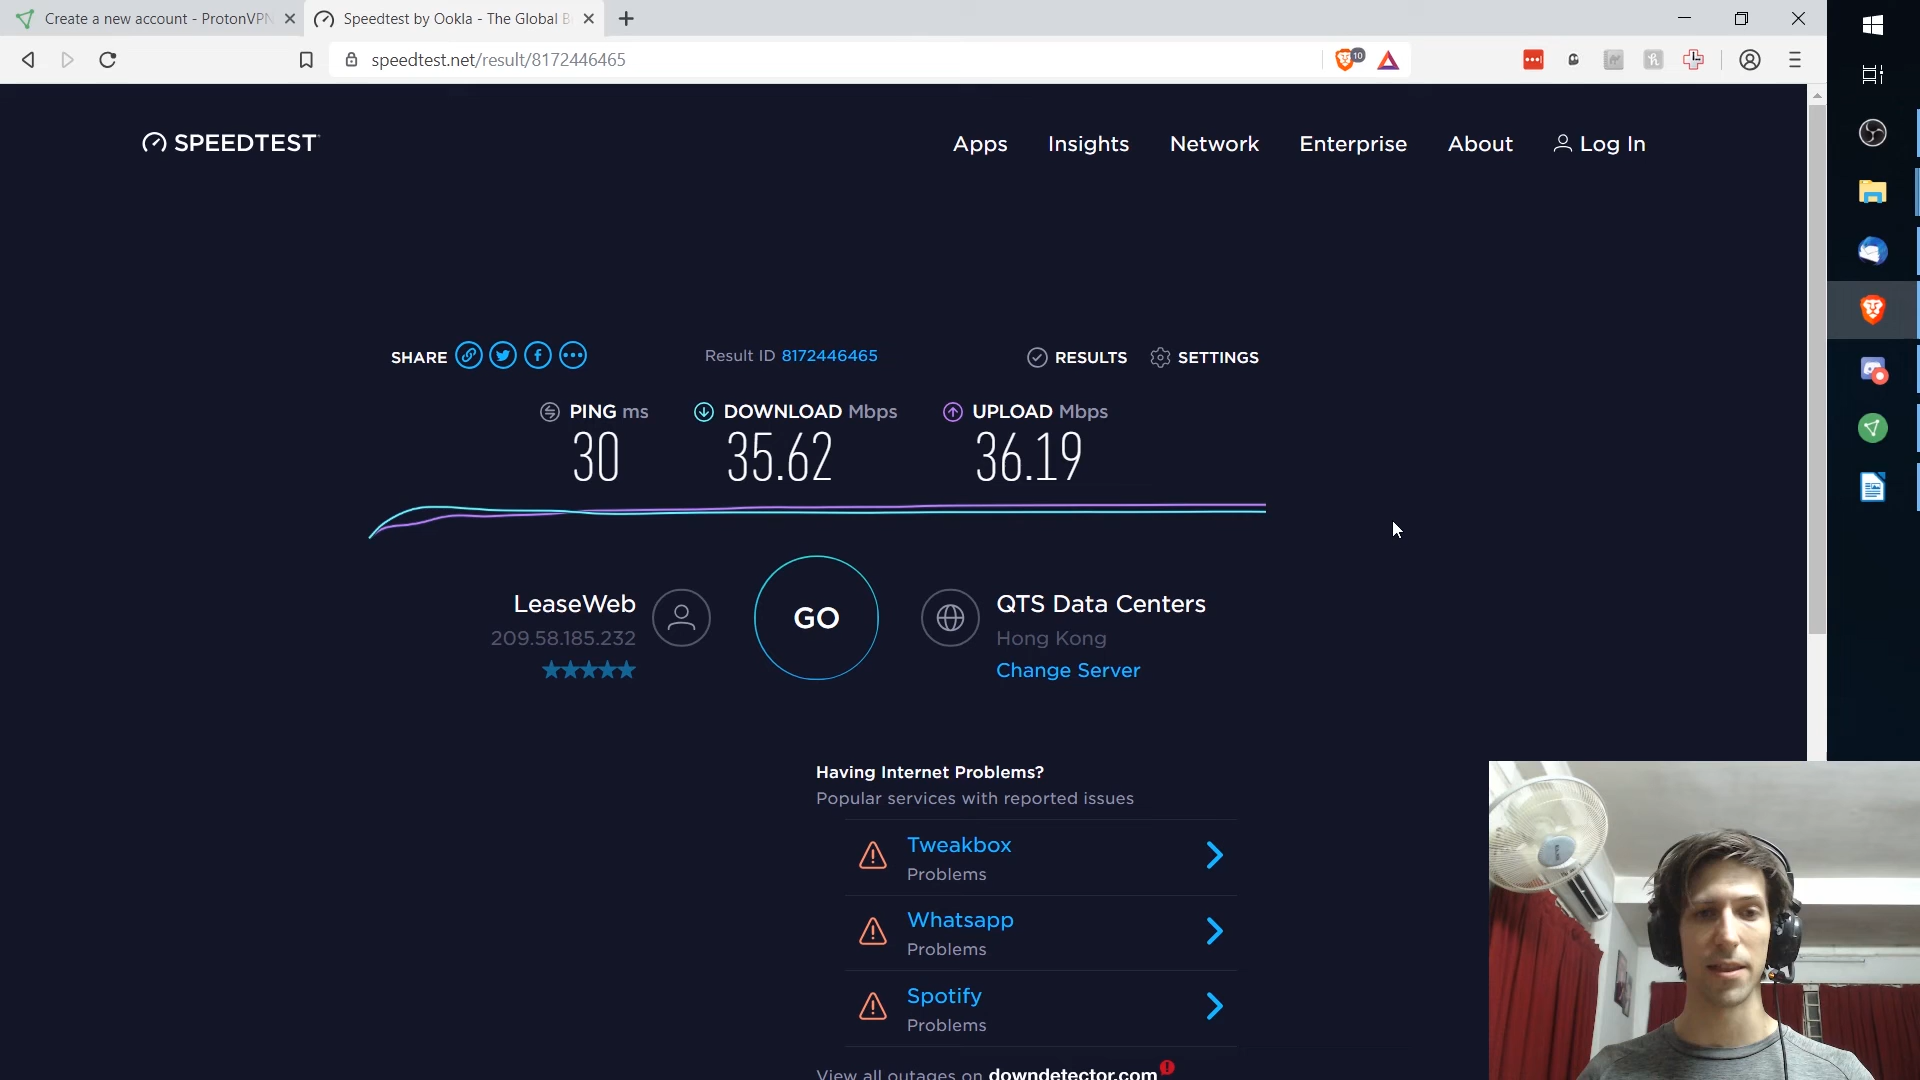 Create a new account - ProtonVPN
Speedtest by Ookla - The Global B
speedtest.net/result/8172446465
10
SPEEDTEST
Apps
Insights
Network
Enterprise
About
Log In
SHARE
Result ID 8172446465
RESULTS
SETTINGS
PING ms
DOWNLOAD Mbps
UPLOAD Mbps
30
35.62
36.19
LeaseWeb
209.58.185.232
GO
QTS Data Centers
Hong Kong
Change Server
Having Internet Problems?
Popular services with reported issues
Tweakbox
Problems
Whatsapp
Problems
Spotify
Problems
View all outages on downdetector.com